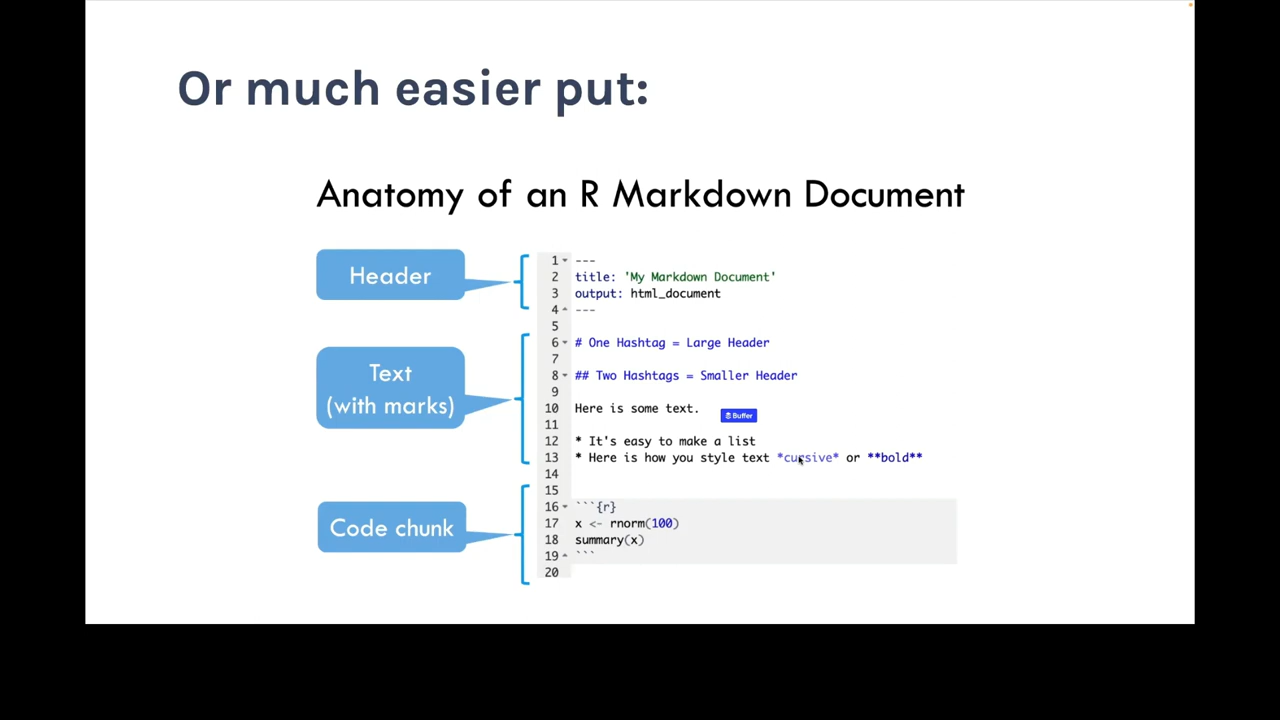 Or much easier put:
Anatomy of an R Markdown Document
Header
Text
(with marks)
Code chunk
1 ---
2 title: 'My Markdown Document'
3 output: html_document
4 ---
5
6 # One Hashtag = Large Header
7
8 ## Two Hashtags = Smaller Header
9
10 Here is some text.
Buffer
11
12 * It's easy to make a list
13 * Here is how you style text *cursive* or **bold**
14
15
16 ```{r}
17 x <- rnorm(100)
18 summary(x)
19 ```
20